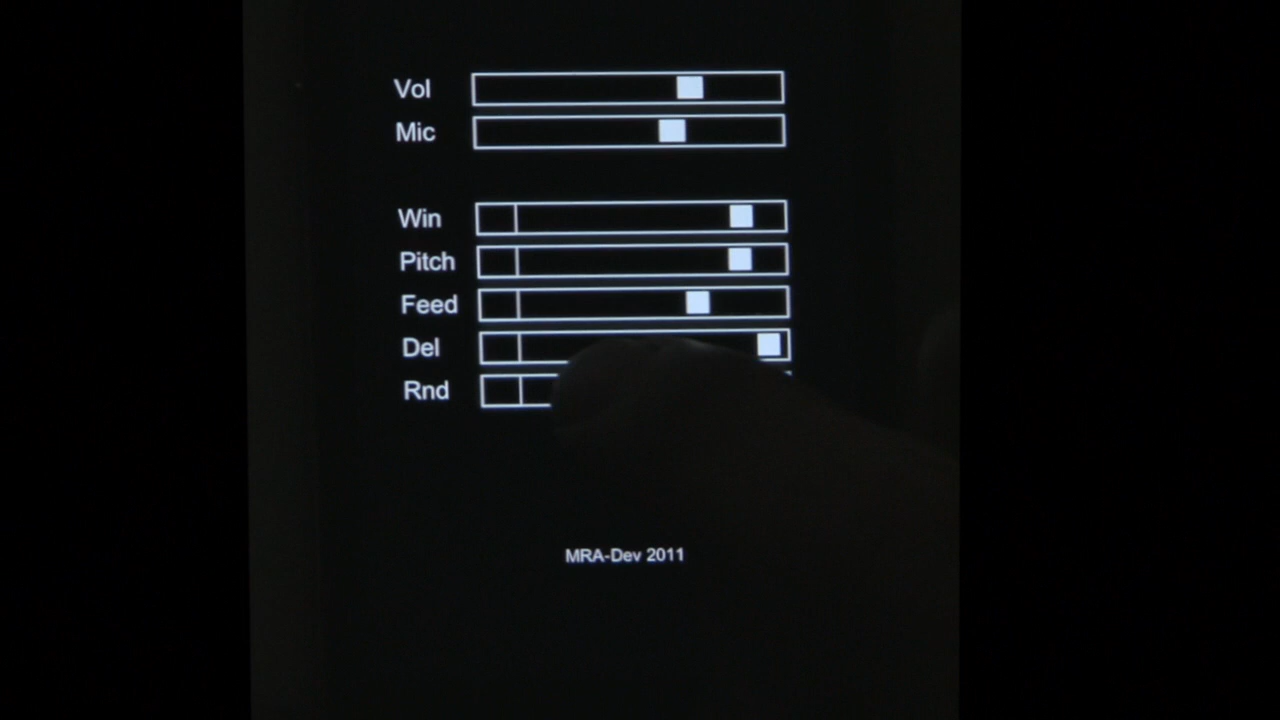 Vol
Mic
Win
Pitch
Feed
Del
Rnd
MRA-Dev 2011